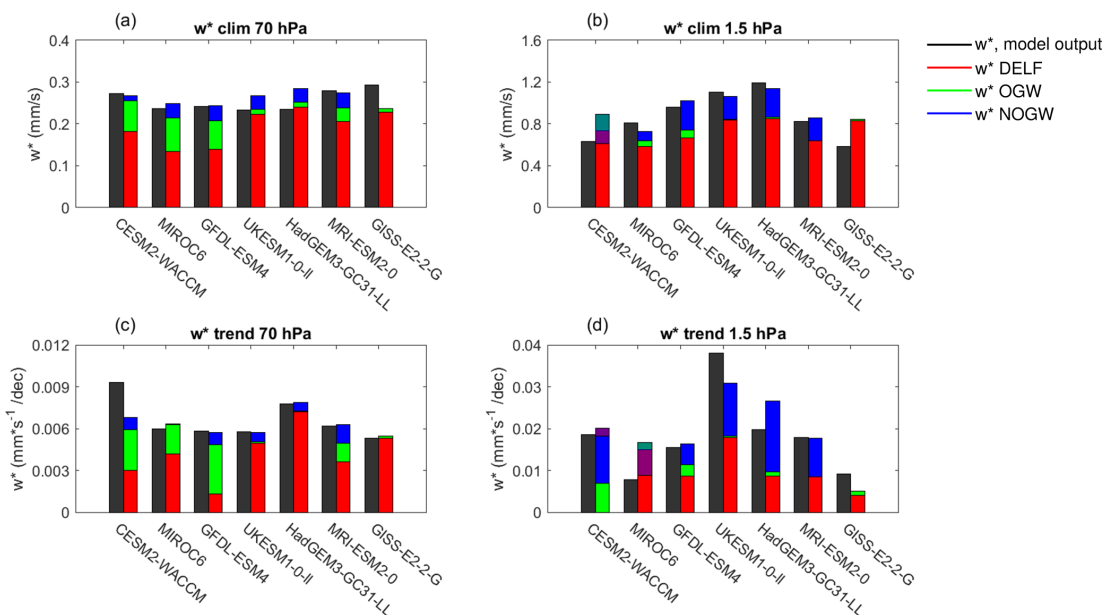 (a)
w* clim 70 hPa
0.4
0.3
0.2
0.1
0
w* (mm/s)
CESM2-WACCM
MIROC6
GFDL-ESM4
UKESM1-0-ll
HadGEM3-GC31-LL
MRI-ESM2-0
GISS-E2-2-G
(b)
w* clim 1.5 hPa
1.6
1.2
0.8
0.4
0
w* (mm/s)
CESM2-WACCM
MIROC6
GFDL-ESM4
UKESM1-0-ll
HadGEM3-GC31-LL
MRI-ESM2-0
GISS-E2-2-G
w*, model output
w* DELF
w* OGW
w* NOGW
(c)
w* trend 70 hPa
0.012
0.009
0.006
0.003
0
w* (mm*s⁻¹ /dec)
CESM2-WACCM
MIROC6
GFDL-ESM4
UKESM1-0-ll
HadGEM3-GC31-LL
MRI-ESM2-0
GISS-E2-2-G
(d)
w* trend 1.5 hPa
0.04
0.03
0.02
0.01
0
w* (mm*s⁻¹ /dec)
CESM2-WACCM
MIROC6
GFDL-ESM4
UKESM1-0-ll
HadGEM3-GC31-LL
MRI-ESM2-0
GISS-E2-2-G